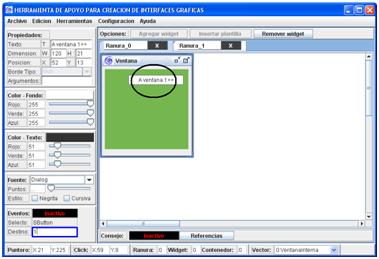 HERRAMIENTA DE APOYO PARA CREACION DE INTERFACES GRAFICAS
Archivo Edicion Herramientas Configuracion Ayuda
Propiedades:
Texto: T A ventana 1++
Dimension: W 120 H 21
Posicion: X 52 Y 13
Borde Tipo:
Argumentos:
Color - Fondo:
Rojo: 255
Verde: 255
Azul: 255
Color - Texto:
Rojo: 51
Verde: 51
Azul: 51
Fuente: Dialog
Puntos:
Estilo: Negrita Cursiva
Eventos: Inactivo
Selecto: SButton
Destino:
Opciones: Agregar widget Insertar plantilla Remover widget
Ranura_0 X Ranura_1 X
Ventana
A ventana 1++
Consejo: Inactivo Referencias
Puntero: X:21 Y:225 Click: X:59 Y:8 Ranura: 0 Widget: 0 Contenedor: 0 Vector: 0:VentanaInterna